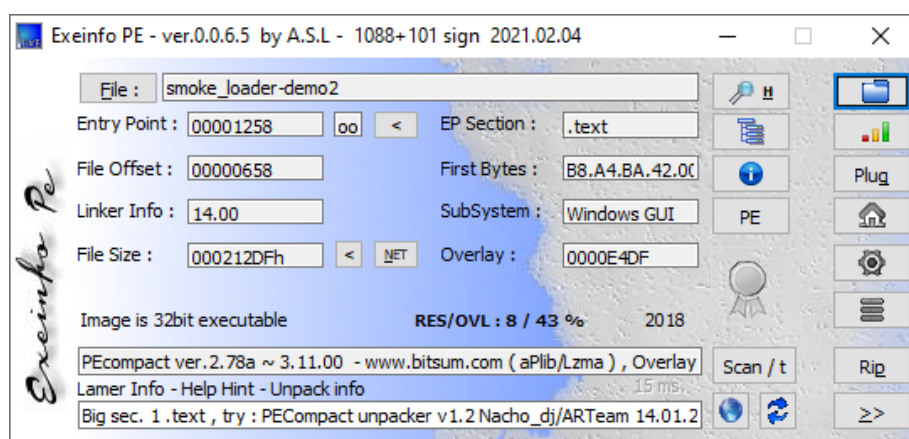 Exeinfo PE - ver.0.0.6.5 by A.S.L - 1088+101 sign 2021.02.04
File : smoke_loader-demo2 H
Entry Point : 00001258 oo < EP Section : .text
File Offset : 00000658 First Bytes : B8.A4.BA.42.00 Plug
Linker Info : 14.00 SubSystem : Windows GUI PE
File Size : 000212DFh < NET Overlay : 0000E4DF
Image is 32bit executable RES/OVL : 8 / 43 % 2018
PEcompact ver.2.78a ~ 3.11.00 - www.bitsum.com ( aPlib/Lzma ) , Overlay Scan / t Rip
Lamer Info - Help Hint - Unpack info 15 ms.
Big sec. 1 .text , try : PECompact unpacker v1.2 Nacho_dj/ARTeam 14.01.2 >>
Exeinfo Pe